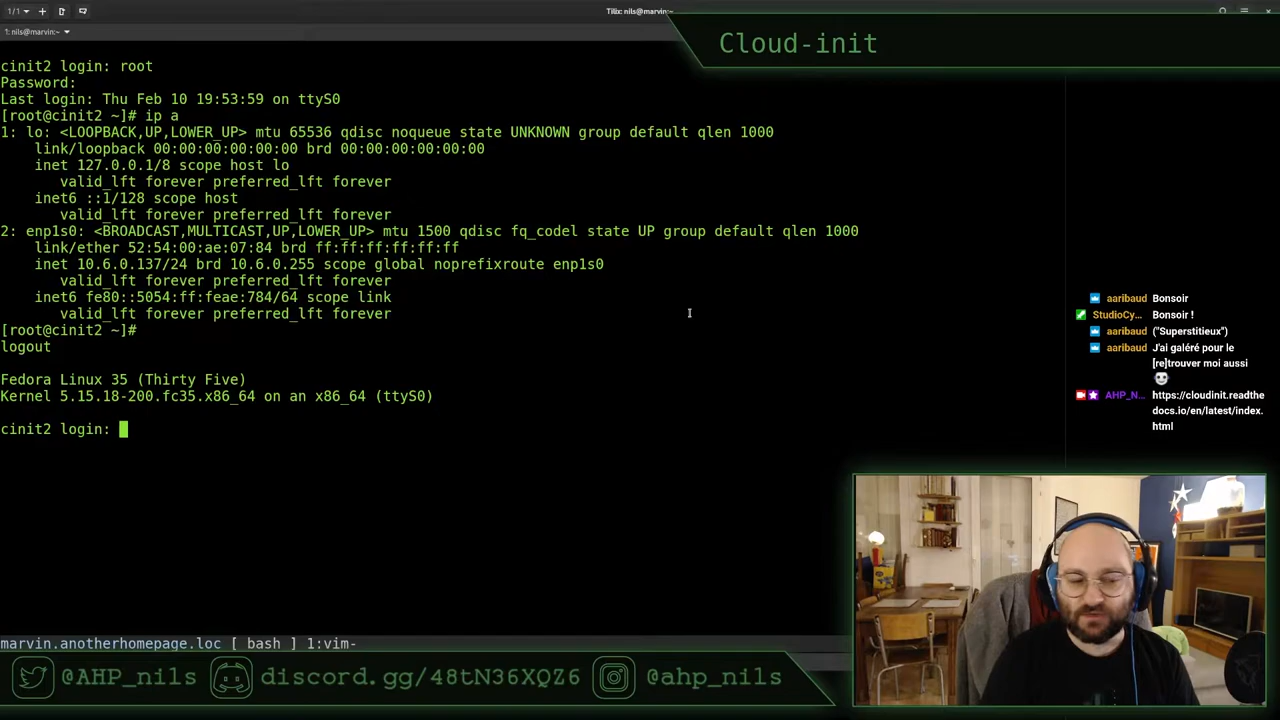 1/1
Tilix: nils@marvin:~
1: nils@marvin:~
Cloud-init
cinit2 login: root
Password:
Last login: Thu Feb 10 19:53:59 on ttyS0
[root@cinit2 ~]# ip a
1: lo: <LOOPBACK,UP,LOWER_UP> mtu 65536 qdisc noqueue state UNKNOWN group default qlen 1000
    link/loopback 00:00:00:00:00:00 brd 00:00:00:00:00:00
    inet 127.0.0.1/8 scope host lo
       valid_lft forever preferred_lft forever
    inet6 ::1/128 scope host
       valid_lft forever preferred_lft forever
2: enp1s0: <BROADCAST,MULTICAST,UP,LOWER_UP> mtu 1500 qdisc fq_codel state UP group default qlen 1000
    link/ether 52:54:00:ae:07:84 brd ff:ff:ff:ff:ff:ff
    inet 10.6.0.137/24 brd 10.6.0.255 scope global noprefixroute enp1s0
       valid_lft forever preferred_lft forever
    inet6 fe80::5054:ff:feae:784/64 scope link
       valid_lft forever preferred_lft forever
[root@cinit2 ~]#
logout
Fedora Linux 35 (Thirty Five)
Kernel 5.15.18-200.fc35.x86_64 on an x86_64 (ttyS0)
cinit2 login:
aaribaud Bonsoir
StudioCy... Bonsoir !
aaribaud ("Superstitieux")
aaribaud J'ai galéré pour le
[re]trouver moi aussi
AHP_N... https://cloudinit.readthe
docs.io/en/latest/index.
html
marvin.anotherhomepage.loc [ bash ] 1:vim-
@AHP_nils discord.gg/48tN36XQZ6 @ahp_nils